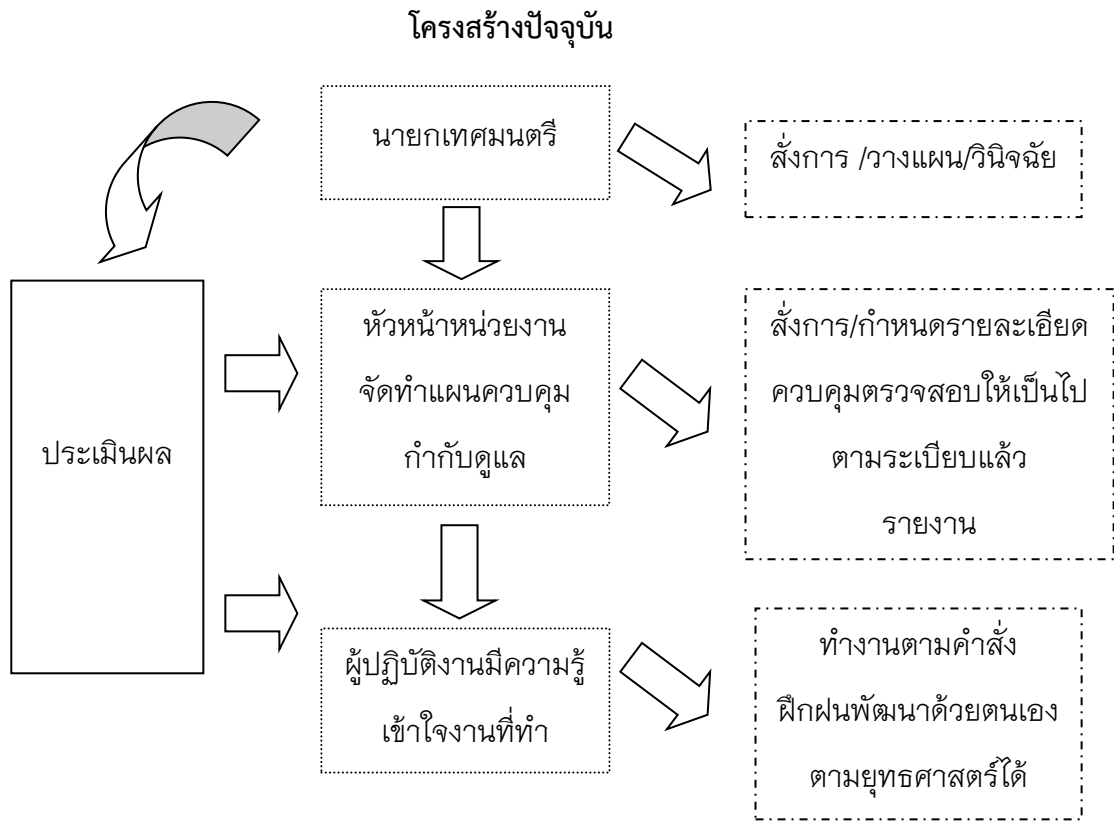 โครงสร้างปัจจุบัน
นายกเทศมนตรี
สั่งการ /วางแผน/วินิจฉัย
หัวหน้าหน่วยงาน
จัดทำแผนควบคุม
กำกับดูแล
สั่งการ/กำหนดรายละเอียด
ควบคุมตรวจสอบให้เป็นไป
ตามระเบียบแล้ว
รายงาน
ประเมินผล
ผู้ปฏิบัติงานมีความรู้
เข้าใจงานที่ทำ
ทำงานตามคำสั่ง
ฝึกฝนพัฒนาด้วยตนเอง
ตามยุทธศาสตร์ได้